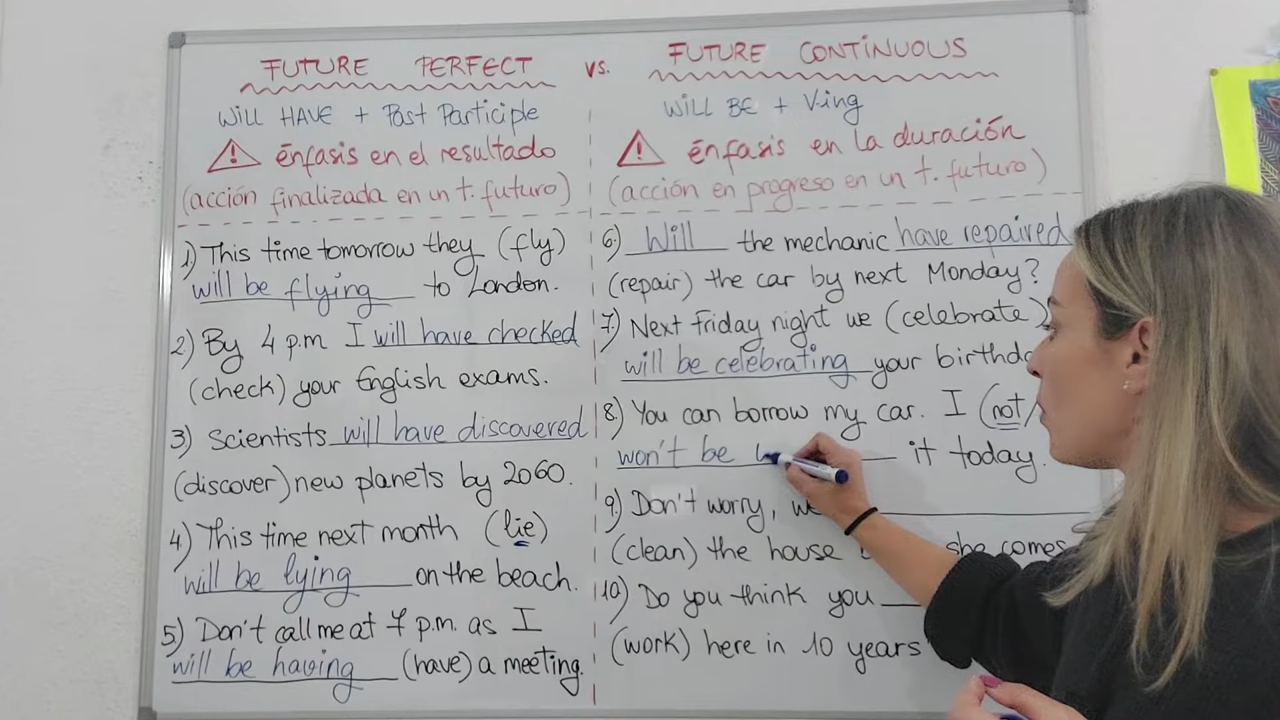 FUTURE PERFECT vs. FUTURE CONTINUOUS
Will HAVE + Past Participle
énfasis en el resultado
(acción finalizada en un t. futuro)
1) This time tomorrow they (fly)
will be flying to London.
2) By 4 p.m I will have checked
(check) your English exams.
3) Scientists will have discovered
(discover) new planets by 2060.
4) This time next month (lie)
will be lying on the beach.
5) Don't call me at 7 p.m. as I
will be having (have) a meeting.
Will BE + Ving
énfasis en la duración
(acción en progreso en un t. futuro)
6) Will the mechanic have repaired
(repair) the car by next Monday?
7) Next Friday night we (celebrate)
will be celebrating your
8) You can borrow my car. I (not/
won't be it today.
9) Don't worry,
(clean) the house she comes
10) Do you think you
(work) here in 10 years